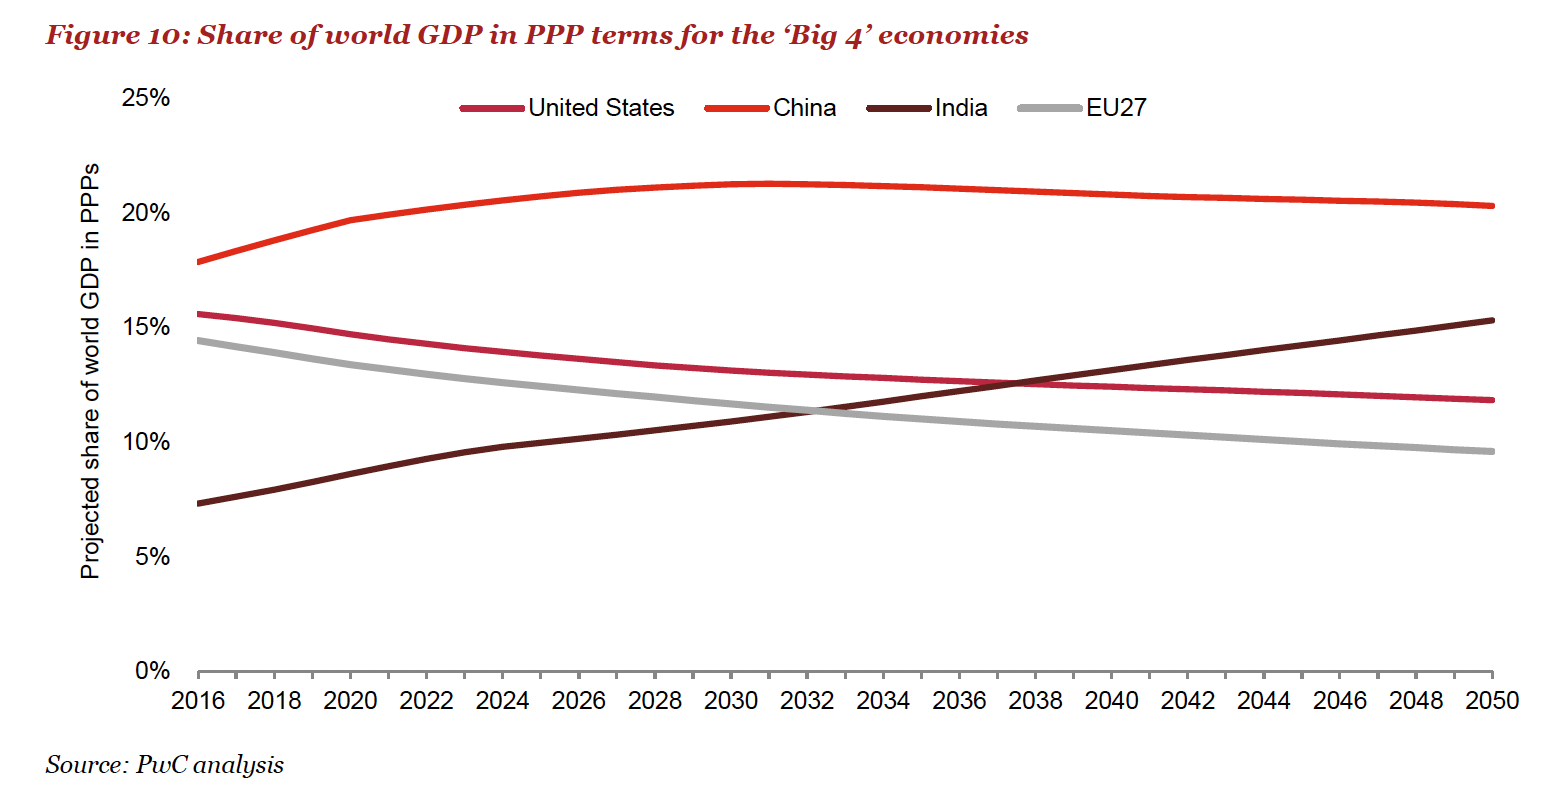 Figure 10: Share of world GDP in PPP terms for the ‘Big 4’ economies
25%
United States China India EU27
Projected share of world GDP in PPPs
20%
15%
10%
5%
0%
2016 2018 2020 2022 2024 2026 2028 2030 2032 2034 2036 2038 2040 2042 2044 2046 2048 2050
Source: PwC analysis